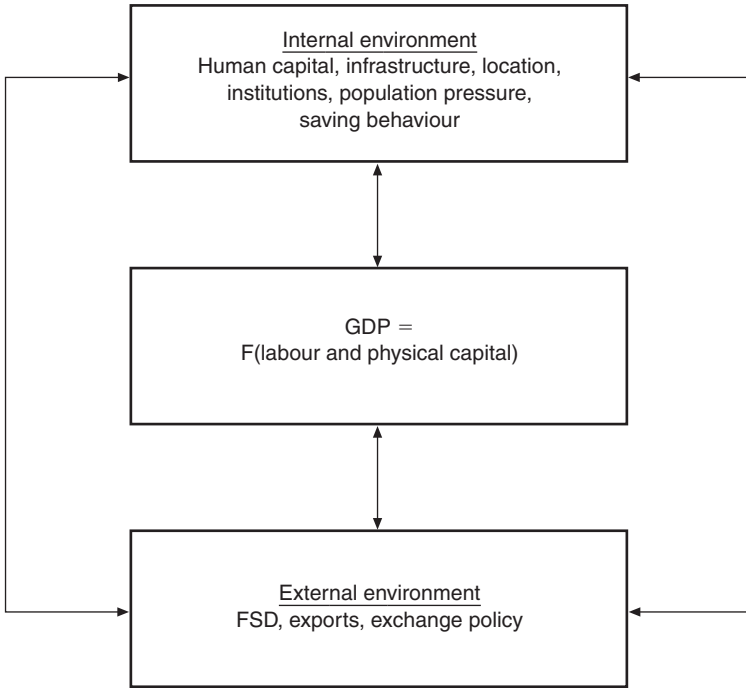 Internal environment
Human capital, infrastructure, location,
institutions, population pressure,
saving behaviour
GDP =
F(labour and physical capital)
External environment
FSD, exports, exchange policy